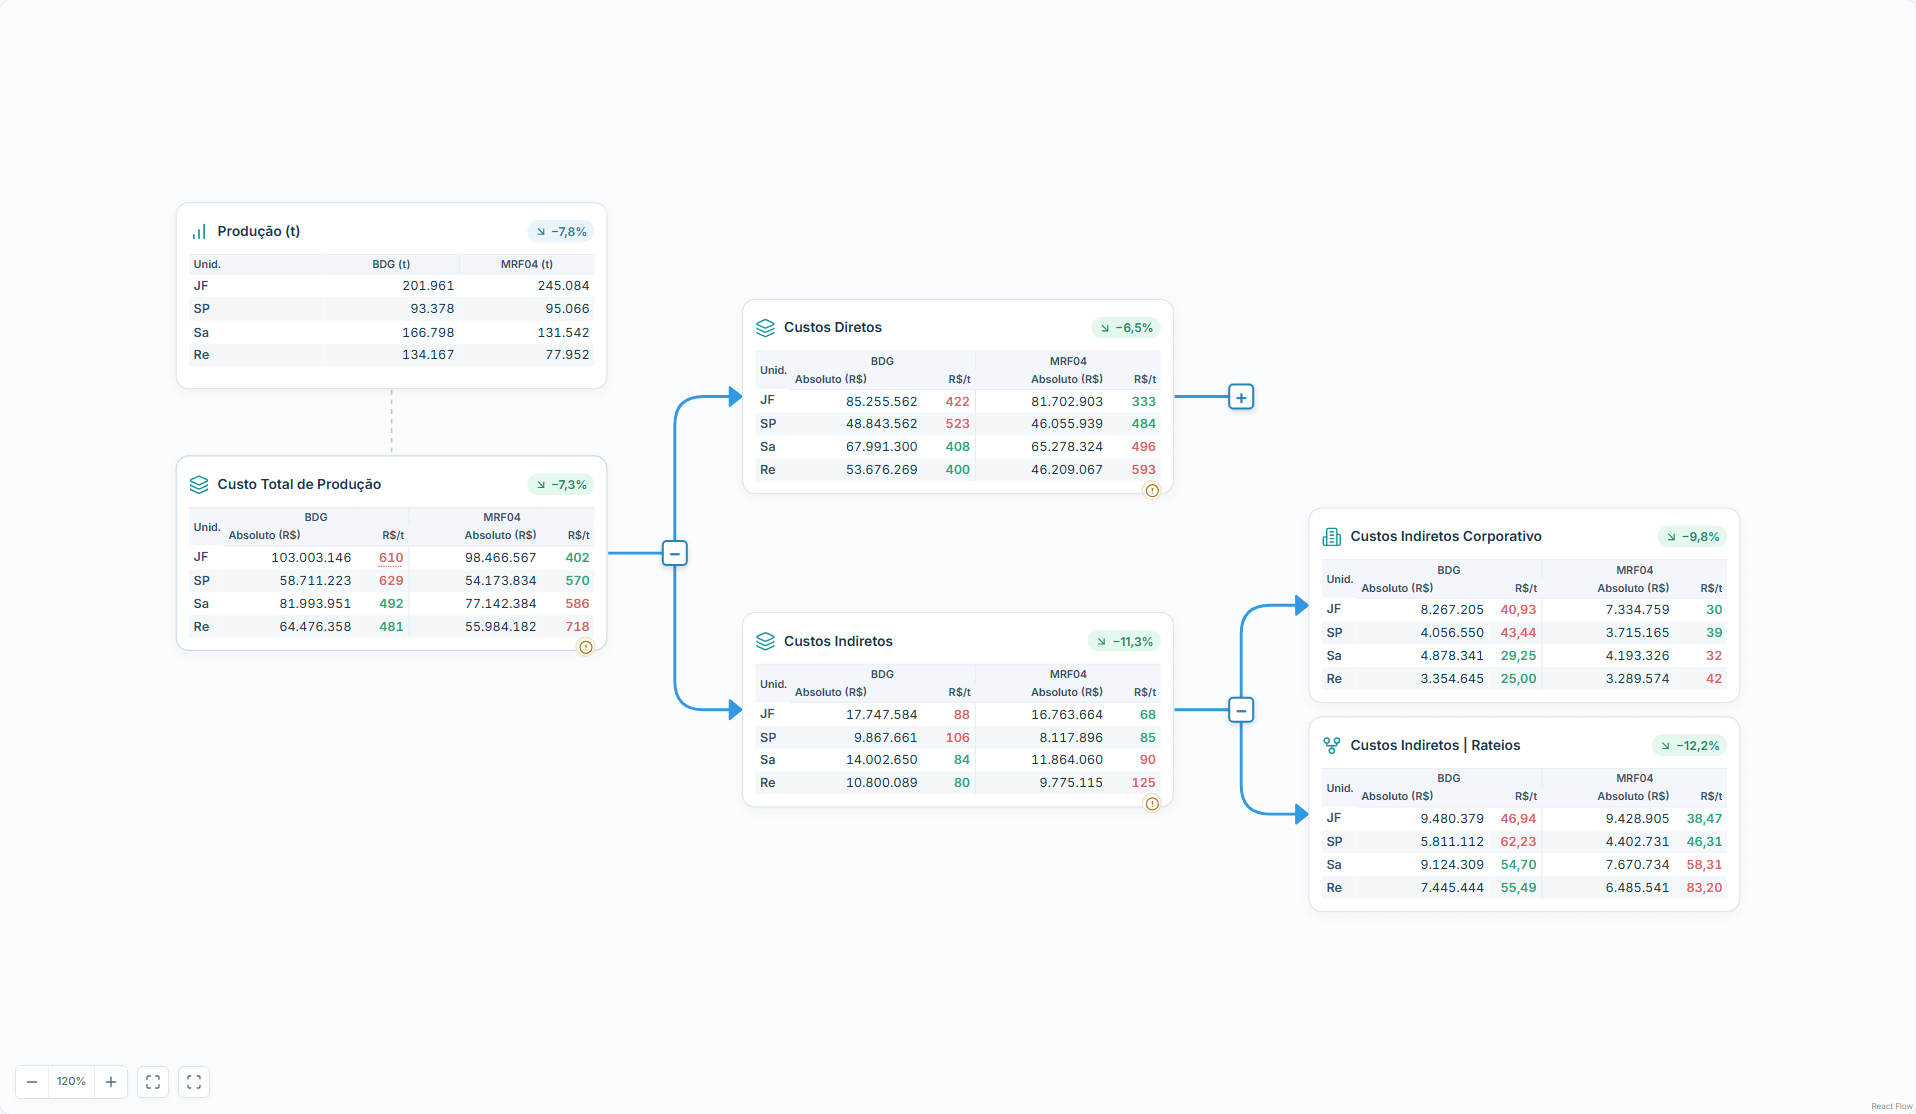 Produção (t) −7,8%
Unid. BDG (t) MRF04 (t)
JF 201.961 245.084
SP 93.378 95.066
Sa 166.798 131.542
Re 134.167 77.952
Custo Total de Produção −7,3%
BDG MRF04
Unid. Absoluto (R$) R$/t Absoluto (R$) R$/t
JF 103.003.146 610 98.466.567 402
SP 58.711.223 629 54.173.834 570
Sa 81.993.951 492 77.142.384 586
Re 64.476.358 481 55.984.182 718
Custos Diretos −6,5%
BDG MRF04
Unid. Absoluto (R$) R$/t Absoluto (R$) R$/t
JF 85.255.562 422 81.702.903 333
SP 48.843.562 523 46.055.939 484
Sa 67.991.300 408 65.278.324 496
Re 53.676.269 400 46.209.067 593
Custos Indiretos −11,3%
BDG MRF04
Unid. Absoluto (R$) R$/t Absoluto (R$) R$/t
JF 17.747.584 88 16.763.664 68
SP 9.867.661 106 8.117.896 85
Sa 14.002.650 84 11.864.060 90
Re 10.800.089 80 9.775.115 125
Custos Indiretos Corporativo −9,8%
BDG MRF04
Unid. Absoluto (R$) R$/t Absoluto (R$) R$/t
JF 8.267.205 40,93 7.334.759 30
SP 4.056.550 43,44 3.715.165 39
Sa 4.878.341 29,25 4.193.326 32
Re 3.354.645 25,00 3.289.574 42
Custos Indiretos | Rateios −12,2%
BDG MRF04
Unid. Absoluto (R$) R$/t Absoluto (R$) R$/t
JF 9.480.379 46,94 9.428.905 38,47
SP 5.811.112 62,23 4.402.731 46,31
Sa 9.124.309 54,70 7.670.734 58,31
Re 7.445.444 55,49 6.485.541 83,20
120%
React Flow